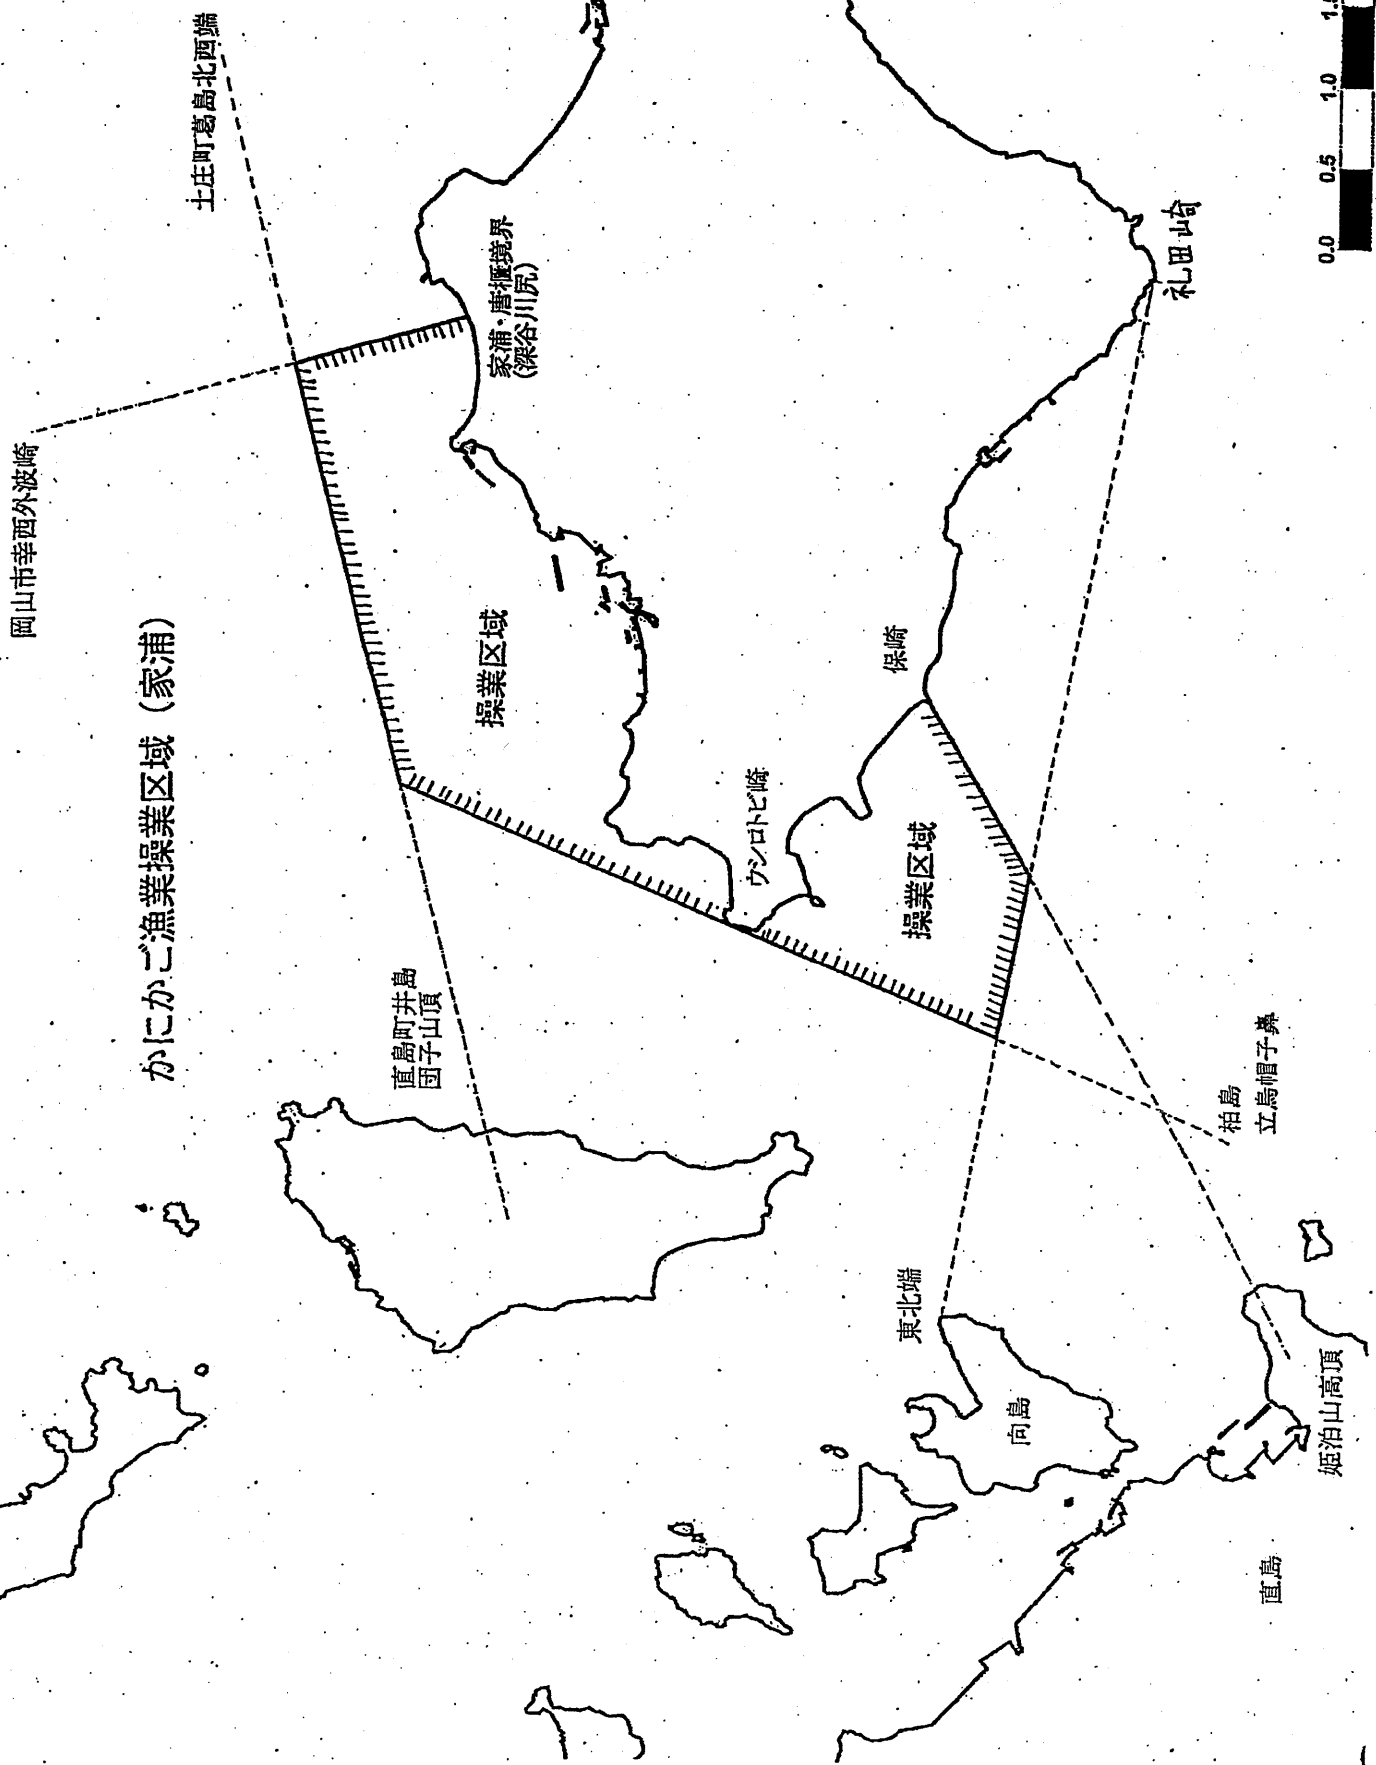 かにかご漁業操業区域（家浦）
岡山市幸西外波崎
土庄町葛島北西端
家浦・唐櫃境界
（深谷川尻）
操業区域
直島町井島
団子山頂
ウシロトビ崎
保崎
操業区域
礼田崎
東北端
向島
柏島
立烏帽子鼻
姫泊山高頂
直島
0.0
0.5
1.0